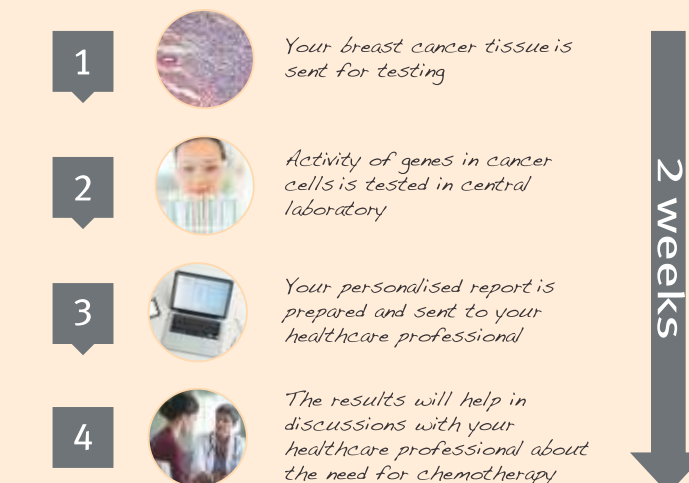 1
Your breast cancer tissue is
sent for testing
2
Activity of genes in cancer
cells is tested in central
laboratory
3
Your personalised report is
prepared and sent to your
healthcare professional
4
The results will help in
discussions with your
healthcare professional about
the need for chemotherapy
2 weeks